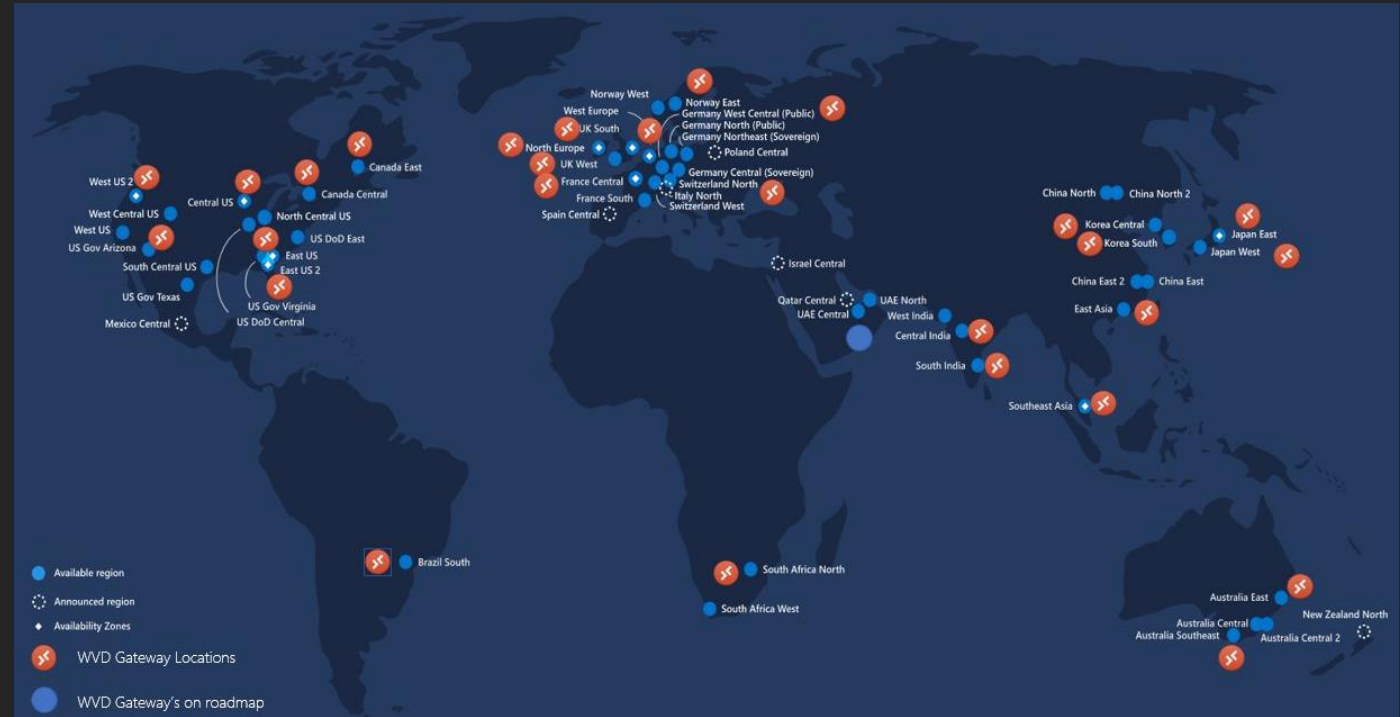 Norway West
Norway East
West Europe
Germany West Central (Public)
Germany North (Public)
UK South
Germany Northeast (Sovereign)
North Europe
Poland Central
UK West
Germany Central (Sovereign)
France Central
Switzerland North
Italy North
France South
Switzerland West
Spain Central
Canada East
West US 2
Canada Central
Central US
West Central US
North Central US
West US
US DoD East
US Gov Arizona
East US
South Central US
East US 2
US Gov Texas
US Gov Virginia
Mexico Central
US DoD Central
China North
China North 2
Korea Central
Japan East
Korea South
Japan West
Israel Central
China East 2
China East
Qatar Central
UAE North
UAE Central
West India
East Asia
Central India
South India
Southeast Asia
Brazil South
South Africa North
South Africa West
Australia East
New Zealand North
Australia Central
Australia Southeast
Australia Central 2
Available region
Announced region
Availability Zones
WVD Gateway Locations
WVD Gateway's on roadmap